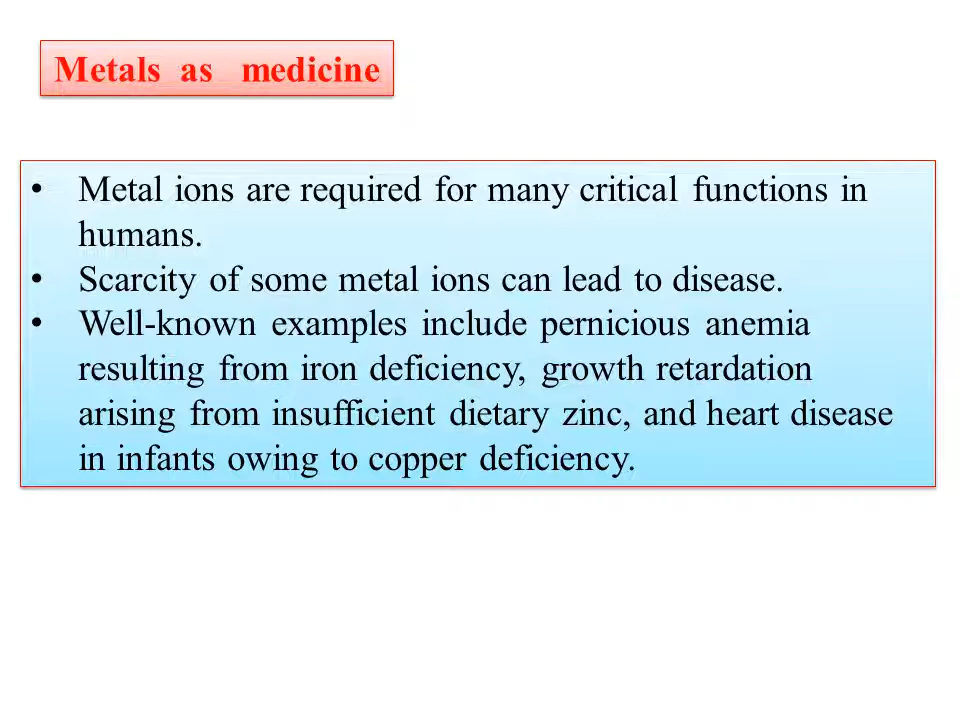 Metals as medicine
• Metal ions are required for many critical functions in
humans.
• Scarcity of some metal ions can lead to disease.
• Well-known examples include pernicious anemia
resulting from iron deficiency, growth retardation
arising from insufficient dietary zinc, and heart disease
in infants owing to copper deficiency.